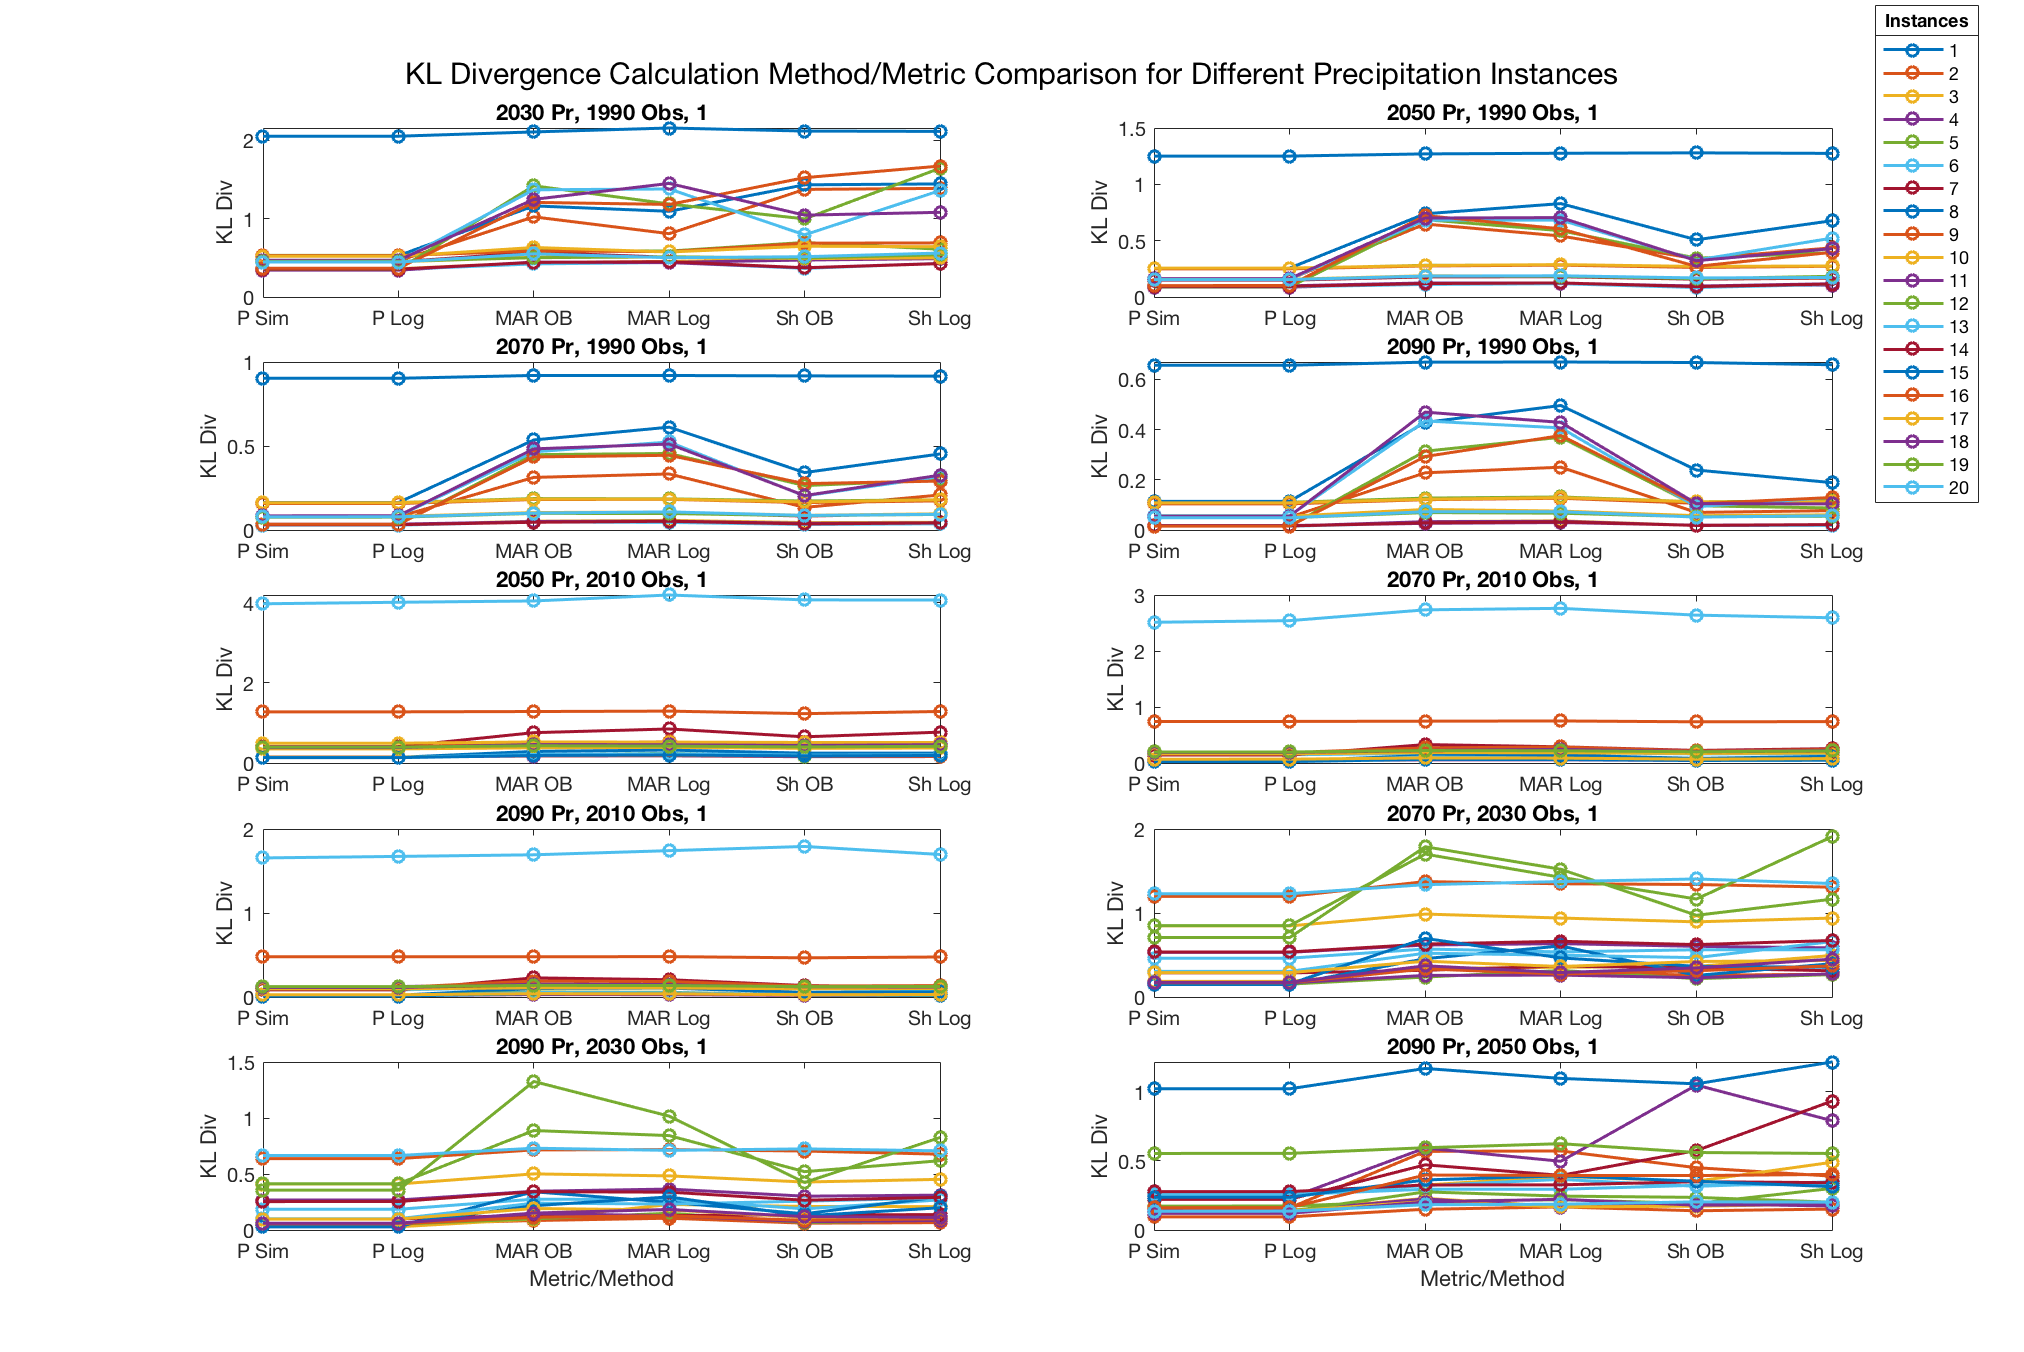 Instances
1
2
3
4
5
6
7
8
9
10
11
12
13
14
15
16
17
18
19
20
KL Divergence Calculation Method/Metric Comparison for Different Precipitation Instances
2030 Pr, 1990 Obs, 1
KL Div
2
1
0
P Sim P Log MAR OB MAR Log Sh OB Sh Log
2050 Pr, 1990 Obs, 1
KL Div
1.5
1
0.5
0
P Sim P Log MAR OB MAR Log Sh OB Sh Log
2070 Pr, 1990 Obs, 1
KL Div
1
0.5
0
P Sim P Log MAR OB MAR Log Sh OB Sh Log
2090 Pr, 1990 Obs, 1
KL Div
0.6
0.4
0.2
0
P Sim P Log MAR OB MAR Log Sh OB Sh Log
2050 Pr, 2010 Obs, 1
KL Div
4
2
0
P Sim P Log MAR OB MAR Log Sh OB Sh Log
2070 Pr, 2010 Obs, 1
KL Div
3
2
1
0
P Sim P Log MAR OB MAR Log Sh OB Sh Log
2090 Pr, 2010 Obs, 1
KL Div
2
1
0
P Sim P Log MAR OB MAR Log Sh OB Sh Log
2070 Pr, 2030 Obs, 1
KL Div
2
1
0
P Sim P Log MAR OB MAR Log Sh OB Sh Log
2090 Pr, 2030 Obs, 1
KL Div
1.5
1
0.5
0
P Sim P Log MAR OB MAR Log Sh OB Sh Log
Metric/Method
2090 Pr, 2050 Obs, 1
KL Div
1
0.5
0
P Sim P Log MAR OB MAR Log Sh OB Sh Log
Metric/Method